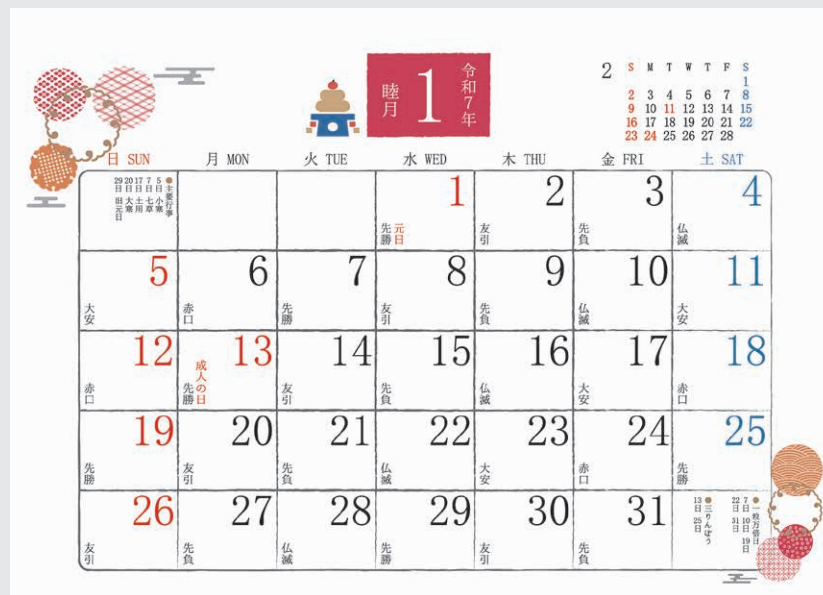 令和7年
1
睦月
2
S M T W T F S
1
2 3 4 5 6 7 8
9 10 11 12 13 14 15
16 17 18 19 20 21 22
23 24 25 26 27 28
日 SUN 月 MON 火 TUE 水 WED 木 THU 金 FRI 土 SAT
●主要行事
5日 小寒
7日 七草
17日 土用
20日 大寒
29日 旧元日
1 元日 先勝
2 友引
3 先負
4 仏滅
5 大安
6 赤口
7 先勝
8 友引
9 先負
10 仏滅
11 大安
12 赤口
13 成人の日 先勝
14 友引
15 先負
16 仏滅
17 大安
18 赤口
19 先勝
20 友引
21 先負
22 仏滅
23 大安
24 赤口
25 先勝
26 友引
27 先負
28 仏滅
29 先勝
30 友引
31 先負
●一粒万倍日
7日 10日 19日
22日 31日
●三りんぼう
13日 25日